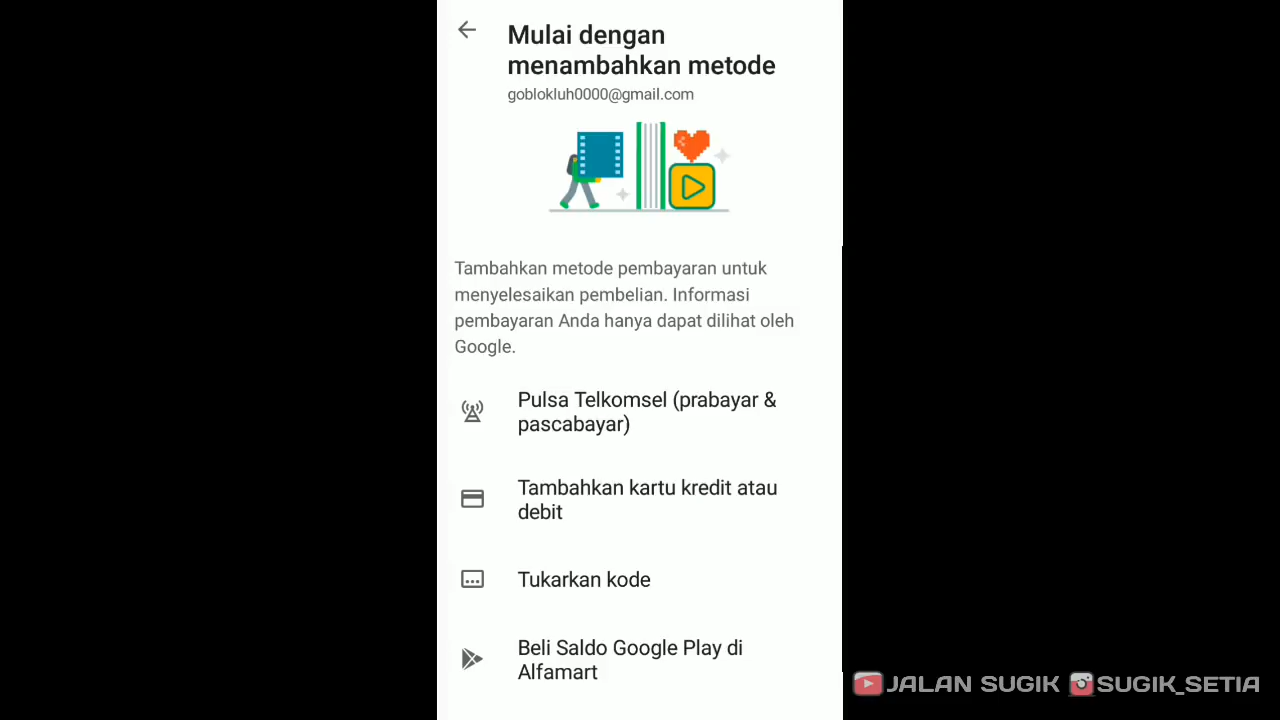 Mulai dengan
menambahkan metode
goblokluh0000@gmail.com
Tambahkan metode pembayaran untuk
menyelesaikan pembelian. Informasi
pembayaran Anda hanya dapat dilihat oleh
Google.
Pulsa Telkomsel (prabayar &
pascabayar)
Tambahkan kartu kredit atau
debit
Tukarkan kode
Beli Saldo Google Play di
Alfamart
JALAN SUGIK SUGIK_SETIA